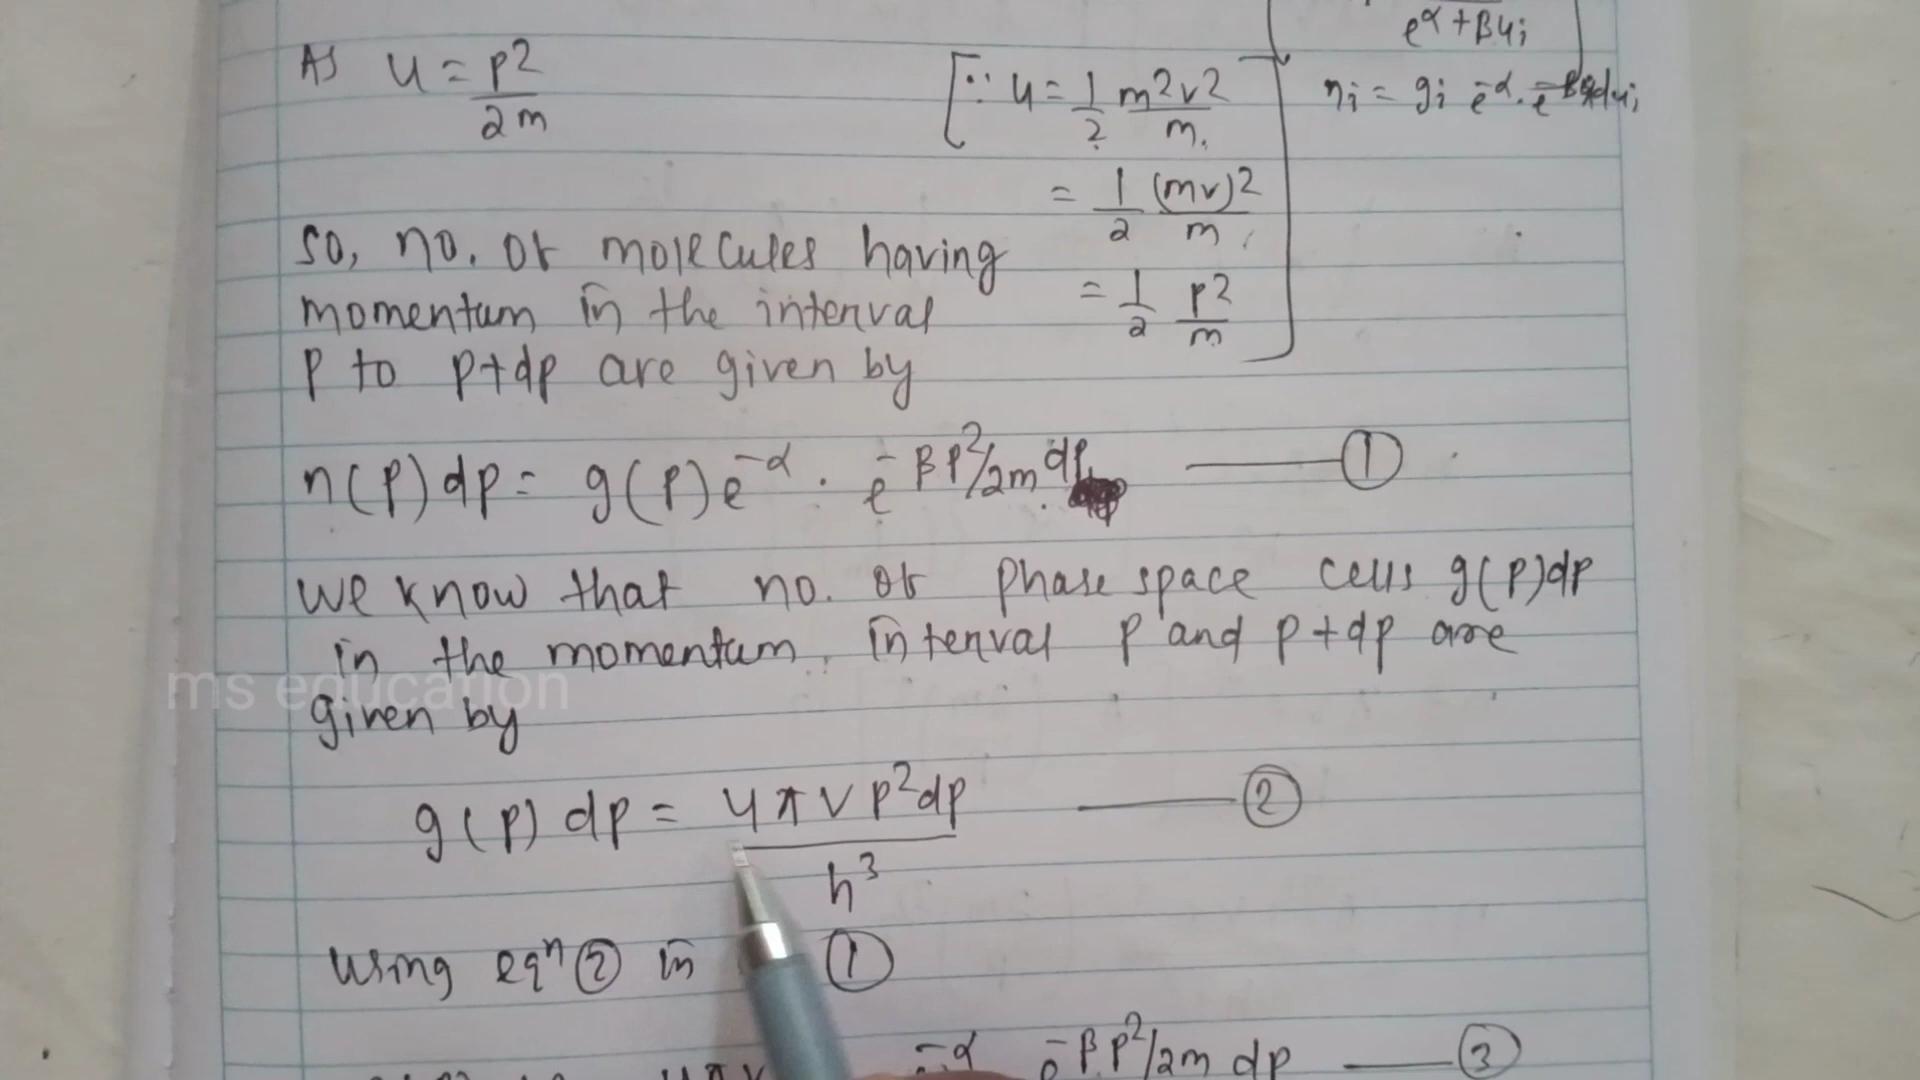 e^α + βu_i
As u = p²/2m
[∵ u = 1/2 m²v²/m
n_i = g_i e^-α . e^-β
= 1/2 (mv)²/m
= 1/2 p²/m ]
so, no. of molecules having
momentum in the interval
p to p+dp are given by
n(p)dp = g(p)e^-α . e^-βp²/2m dp ——— ①
we know that no. of phase space cells g(p)dp
in the momentum interval p and p+dp are
given by
ms education
g(p) dp = 4πVp²dp/h³ ——— ②
using eqⁿ ② in ①
4πV e^-α e^-βp²/2m dp ——— ③